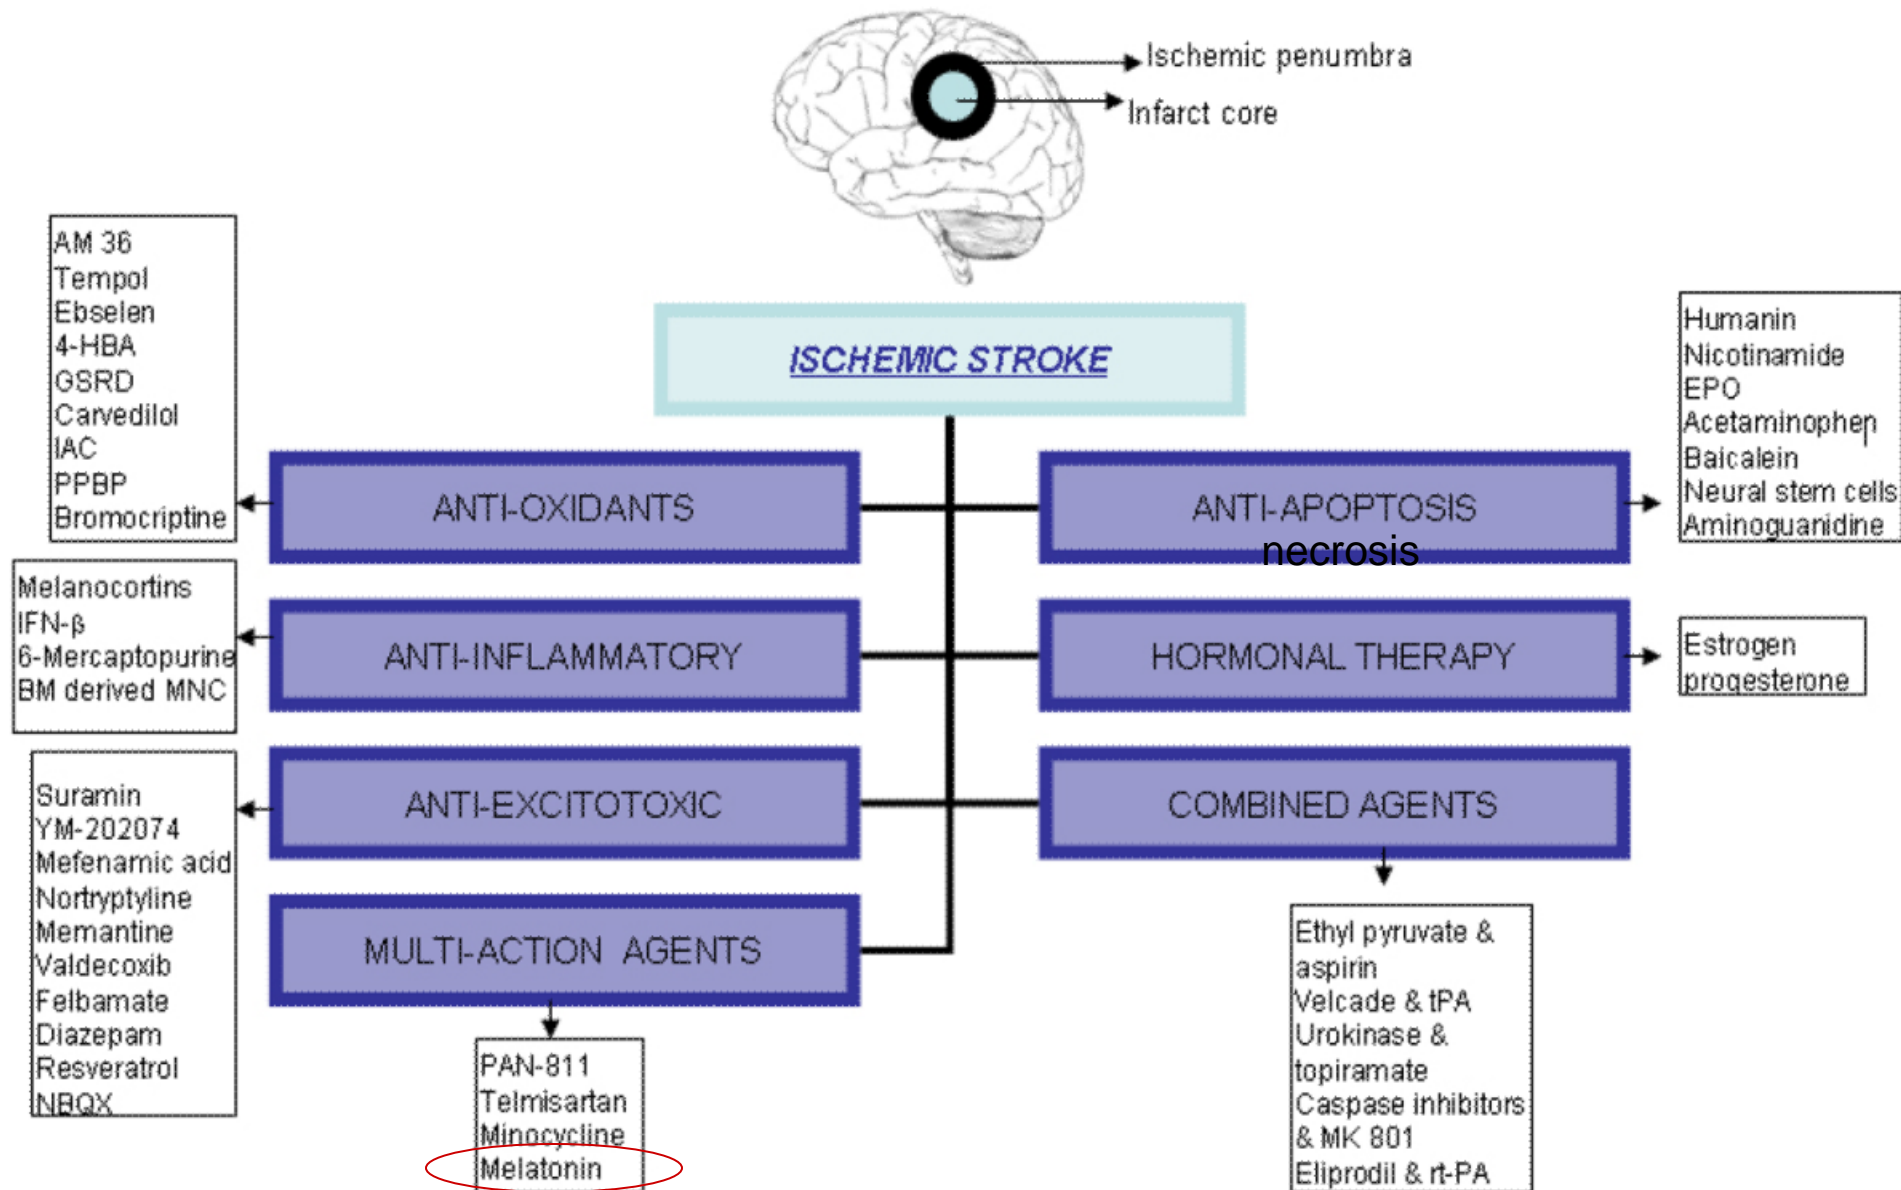 Ischemic penumbra
Infarct core
AM 36
Tempol
Ebselen
4-HBA
GSRD
Carvedilol
IAC
PPBP
Bromocriptine
ISCHEMIC STROKE
Humanin
Nicotinamide
EPO
Acetaminophen
Baicalein
Neural stem cells
Aminoguanidine
ANTI-OXIDANTS
ANTI-APOPTOSIS
necrosis
Melanocortins
IFN-β
6-Mercaptopurine
BM derived MNC
ANTI-INFLAMMATORY
HORMONAL THERAPY
Estrogen
progesterone
Suramin
YM-202074
Mefenamic acid
Nortryptyline
Memantine
Valdecoxib
Felbamate
Diazepam
Resveratrol
NBQX
ANTI-EXCITOTOXIC
COMBINED AGENTS
MULTI-ACTION AGENTS
Ethyl pyruvate &
aspirin
Velcade & tPA
Urokinase &
topiramate
Caspase inhibitors
& MK 801
Eliprodil & rt-PA
PAN-811
Telmisartan
Minocycline
Melatonin